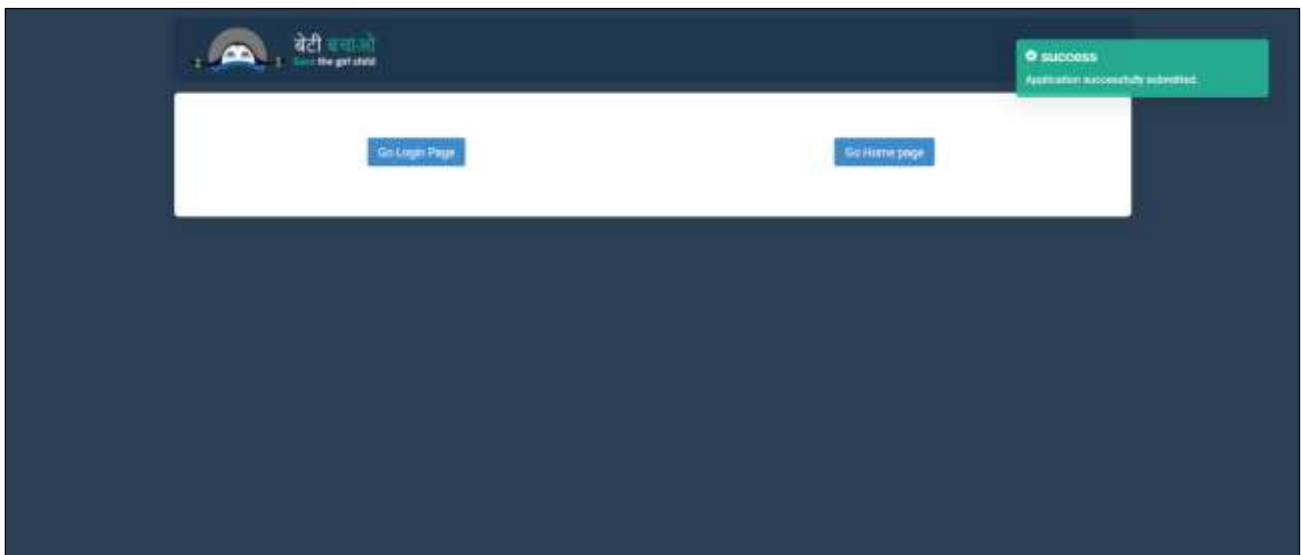 बेटी बचाओ
Save the girl child
success
Application successfully submitted.
Go Login Page
Go Home page